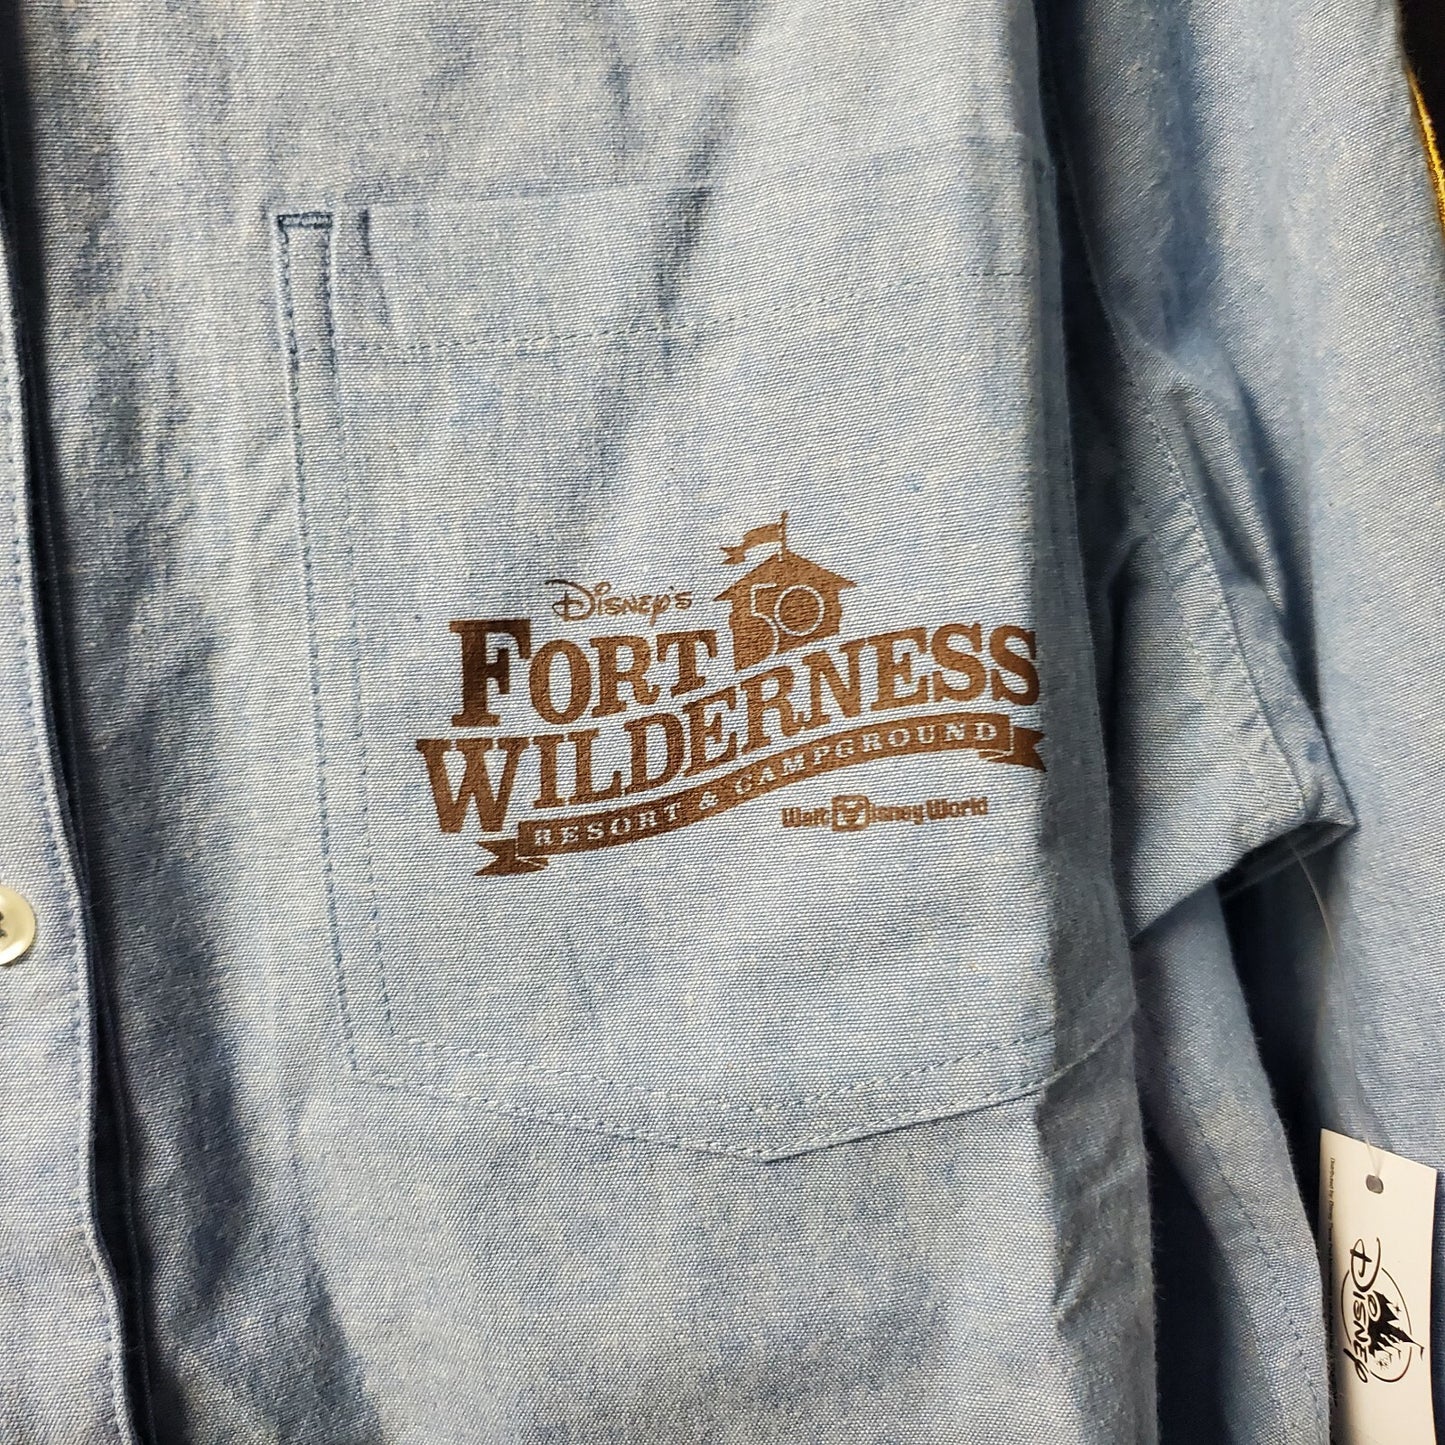 50
Disney's
FORT
WILDERNESS
RESORT & CAMPGROUND
Walt Disney World
Disney